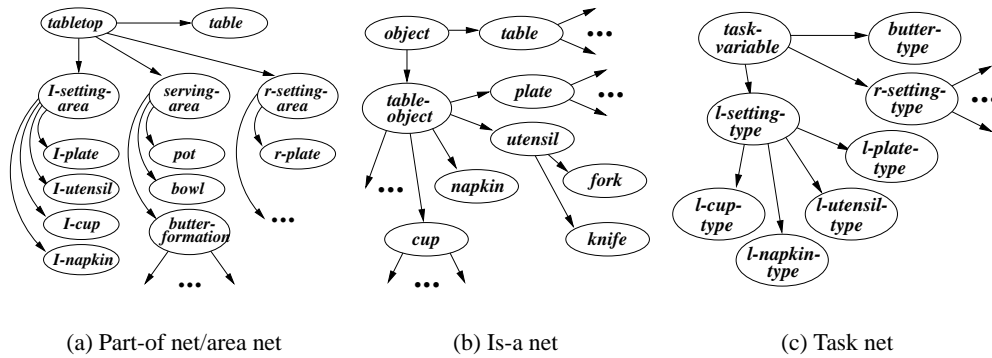 tabletop
table
I-setting-
area
serving-
area
r-setting-
area
I-plate
I-utensil
I-cup
I-napkin
pot
bowl
butter-
formation
r-plate
•••
•••
(a) Part-of net/area net
object
table
•••
table-
object
plate
•••
utensil
•••
napkin
fork
cup
knife
•••
(b) Is-a net
task-
variable
butter-
type
r-setting-
type
•••
l-setting-
type
l-plate-
type
l-cup-
type
l-utensil-
type
l-napkin-
type
(c) Task net